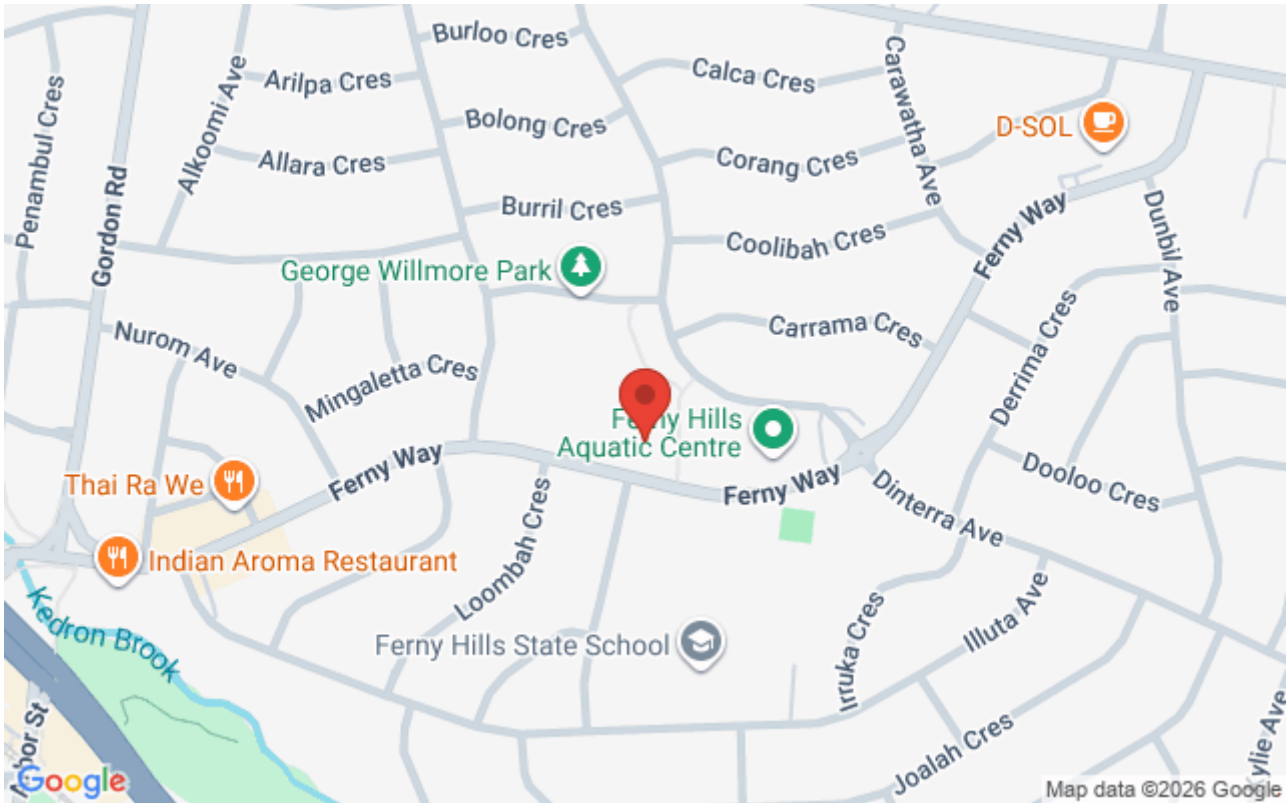 Burloo Cres
Arilpa Cres
Calca Cres
Carawatha Ave
D-SOL
Penambul Cres
Alkoomi Ave
Bolong Cres
Allara Cres
Corang Cres
Burril Cres
Gordon Rd
Coolibah Cres
Ferny Way
Dunbil Ave
George Willmore Park
Nurom Ave
Carrama Cres
Derrima Cres
Mingaletta Cres
Ferny Hills
Aquatic Centre
Thai Ra We
Ferny Way
Ferny Way
Dooloo Cres
Dinterra Ave
Indian Aroma Restaurant
Loombah Cres
Kedron Brook
Ferny Hills State School
Irruka Cres
Illuta Ave
Joalah Cres
Kylie Ave
Google
Map data ©2026 Google